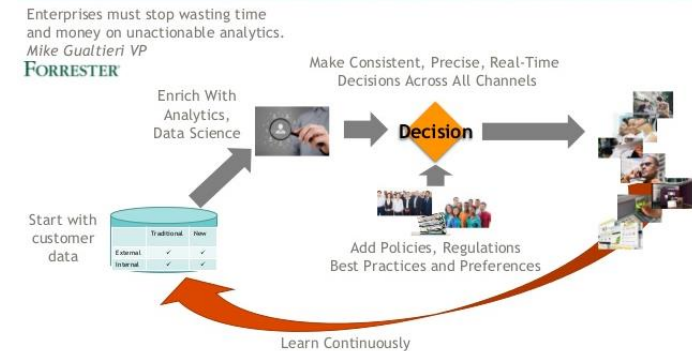 Enterprises must stop wasting time
and money on unactionable analytics.
Mike Gualtieri VP
FORRESTER
Make Consistent, Precise, Real-Time
Decisions Across All Channels
Enrich With
Analytics,
Data Science
Decision
Start with
customer
data
Traditional New
External ✓ ✓
Internal ✓ ✓
Add Policies, Regulations
Best Practices and Preferences
Learn Continuously